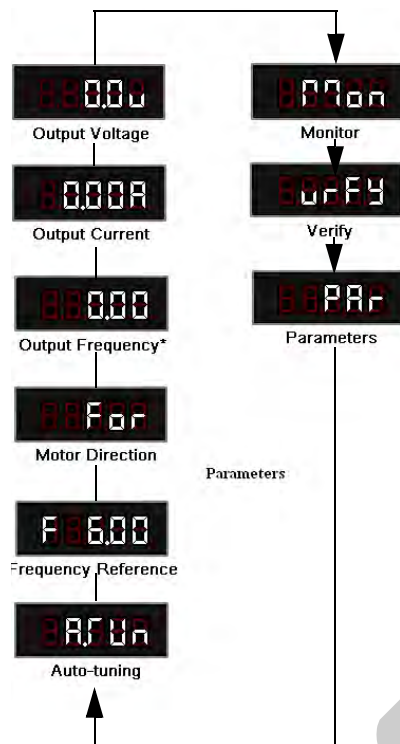 0.0u
Output Voltage
0.00A
Output Current
0.00
Output Frequency*
For
Motor Direction
F 6.00
Frequency Reference
A.TUn
Auto-tuning
Mon
Monitor
urFY
Verify
PAr
Parameters
Parameters